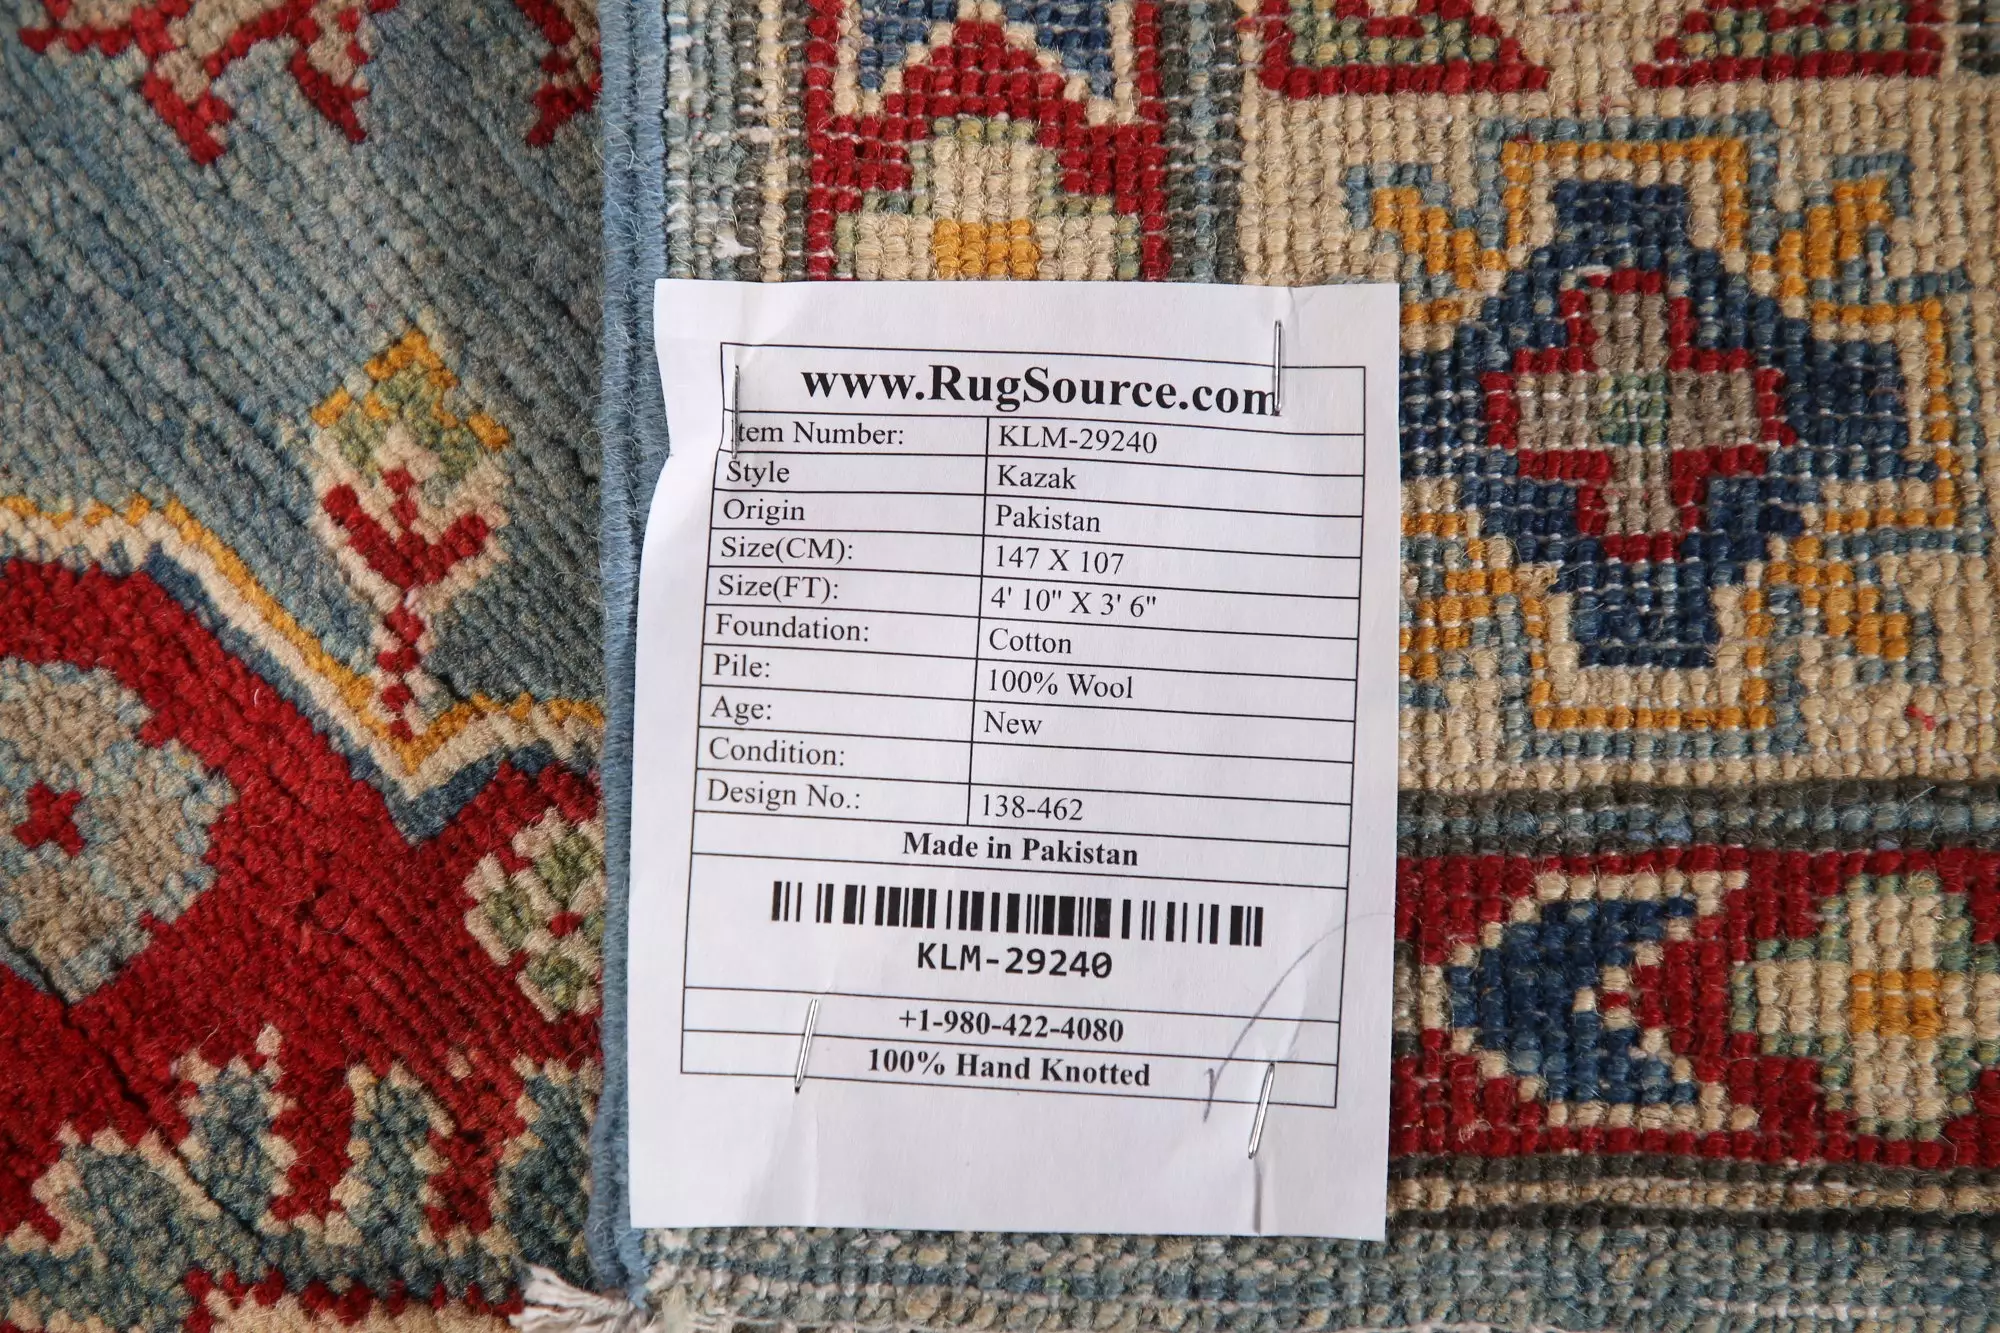 www.RugSource.com
Item Number: KLM-29240
Style Kazak
Origin Pakistan
Size(CM): 147 X 107
Size(FT): 4' 10" X 3' 6"
Foundation: Cotton
Pile: 100% Wool
Age: New
Condition:
Design No.: 138-462
Made in Pakistan
KLM-29240
+1-980-422-4080
100% Hand Knotted